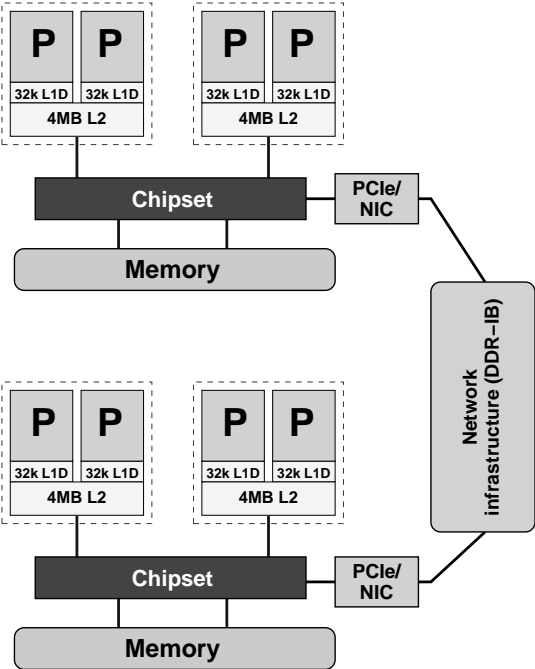 P P P P
32k L1D 32k L1D 32k L1D 32k L1D
4MB L2 4MB L2
Chipset
PCIe/
NIC
Memory
Network
infrastructure (DDR−IB)
P P P P
32k L1D 32k L1D 32k L1D 32k L1D
4MB L2 4MB L2
Chipset
PCIe/
NIC
Memory